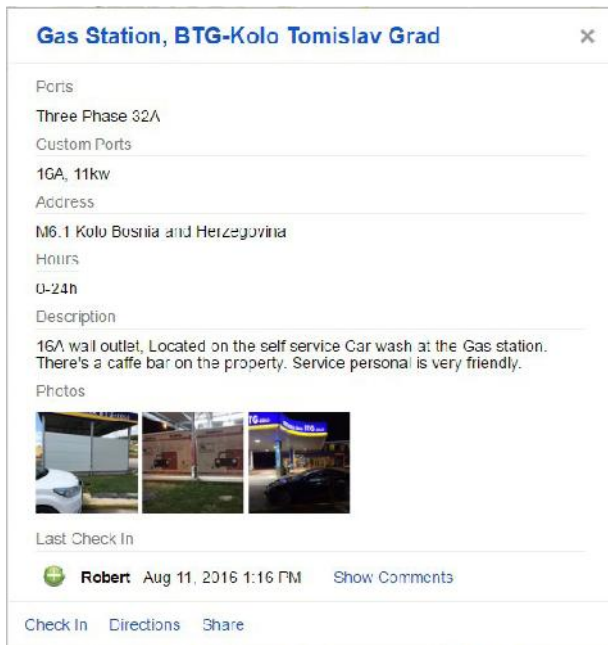 Gas Station, BTG-Kolo Tomislav Grad
×
Ports
Three Phase 32A
Custom Ports
16A, 11kw
Address
M6.1 Kolo Bosnia and Herzegovina
Hours
0-24h
Description
16A wall outlet, Located on the self service Car wash at the Gas station.
There's a caffe bar on the property. Service personal is very friendly.
Photos
Last Check In
Robert Aug 11, 2016 1:16 PM Show Comments
Check In Directions Share